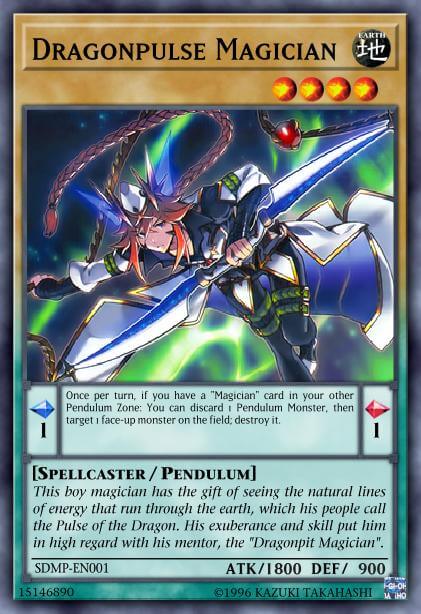 DRAGONPULSE MAGICIAN
EARTH
地
Once per turn, if you have a "Magician" card in your other
Pendulum Zone: You can discard 1 Pendulum Monster, then
target 1 face-up monster on the field; destroy it.
1
1
[SPELLCASTER / PENDULUM]
This boy magician has the gift of seeing the natural lines
of energy that run through the earth, which his people call
the Pulse of the Dragon. His exuberance and skill put him
in high regard with his mentor, the "Dragonpit Magician".
SDMP-EN001
ATK/1800 DEF/ 900
15146890
©1996 KAZUKI TAKAHASHI